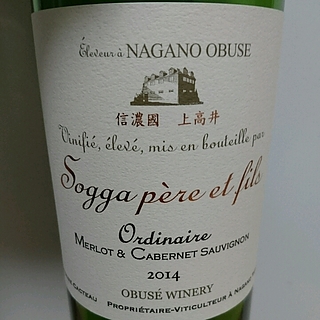 Éleveur à NAGANO OBUSE
信濃國 上高井
Vinifié, élevé, mis en bouteille par
Sogga père et fils
Ordinaire
MERLOT & CABERNET SAUVIGNON
2014
OBUSÉ WINERY
PROPRIÉTAIRE-VITICULTEUR À